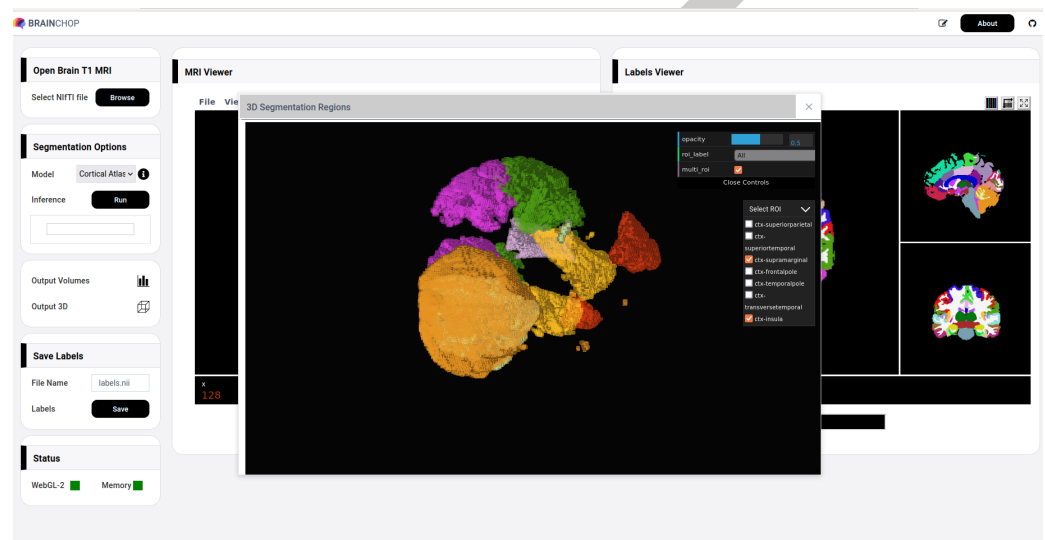 BRAINCHOP
About
Open Brain T1 MRI
Select NIfTI file Browse
Segmentation Options
Model Cortical Atlas
Inference Run
Output Volumes
Output 3D
Save Labels
File Name labels.nii
Labels Save
Status
WebGL-2 Memory
MRI Viewer
File Vie
x
128
Labels Viewer
3D Segmentation Regions ×
opacity 0.5
roi_label All
multi_roi
Close Controls
Select ROI
ctx-superiorparietal
ctx-
superiortemporal
ctx-supramarginal
ctx-frontalpole
ctx-temporalpole
ctx-
transversetemporal
ctx-insula